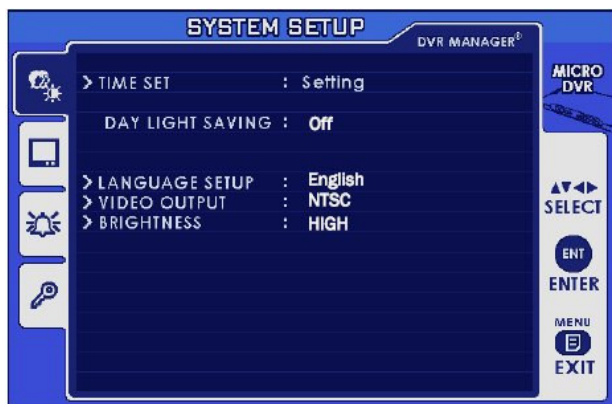 SYSTEM SETUP
DVR MANAGER®
> TIME SET : Setting
DAY LIGHT SAVING : Off
> LANGUAGE SETUP : English
> VIDEO OUTPUT : NTSC
> BRIGHTNESS : HIGH
MICRO
DVR
▲▼◀▶
SELECT
ENT
ENTER
MENU
EXIT